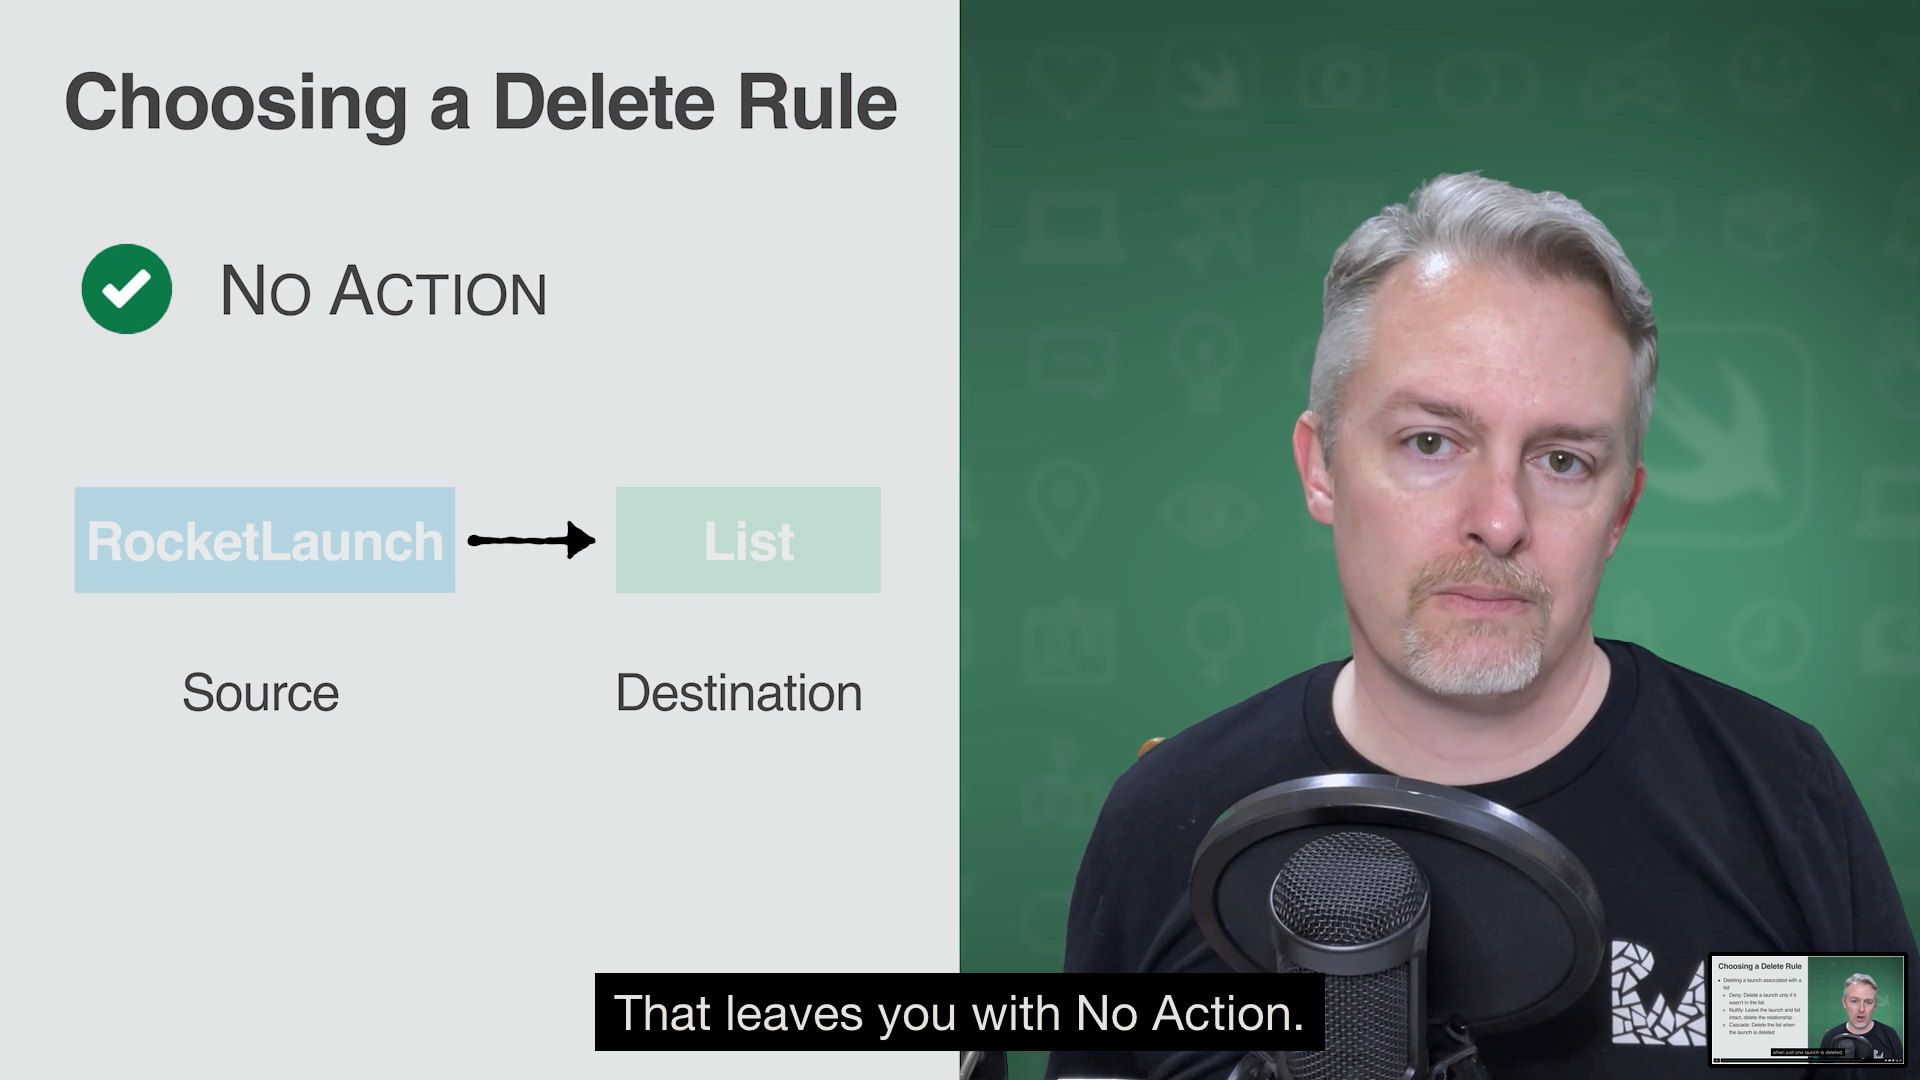 Choosing a Delete Rule
No Action
RocketLaunch
List
Source
Destination
That leaves you with No Action.
Choosing a Delete Rule
Deleting a launch associated with a
list
Deny: Delete a launch only if it
wasn't in the list
Nullify: Leave the launch and list
intact, delete the relationship
Cascade: Delete the list when
the launch is deleted
when just one launch is deleted.